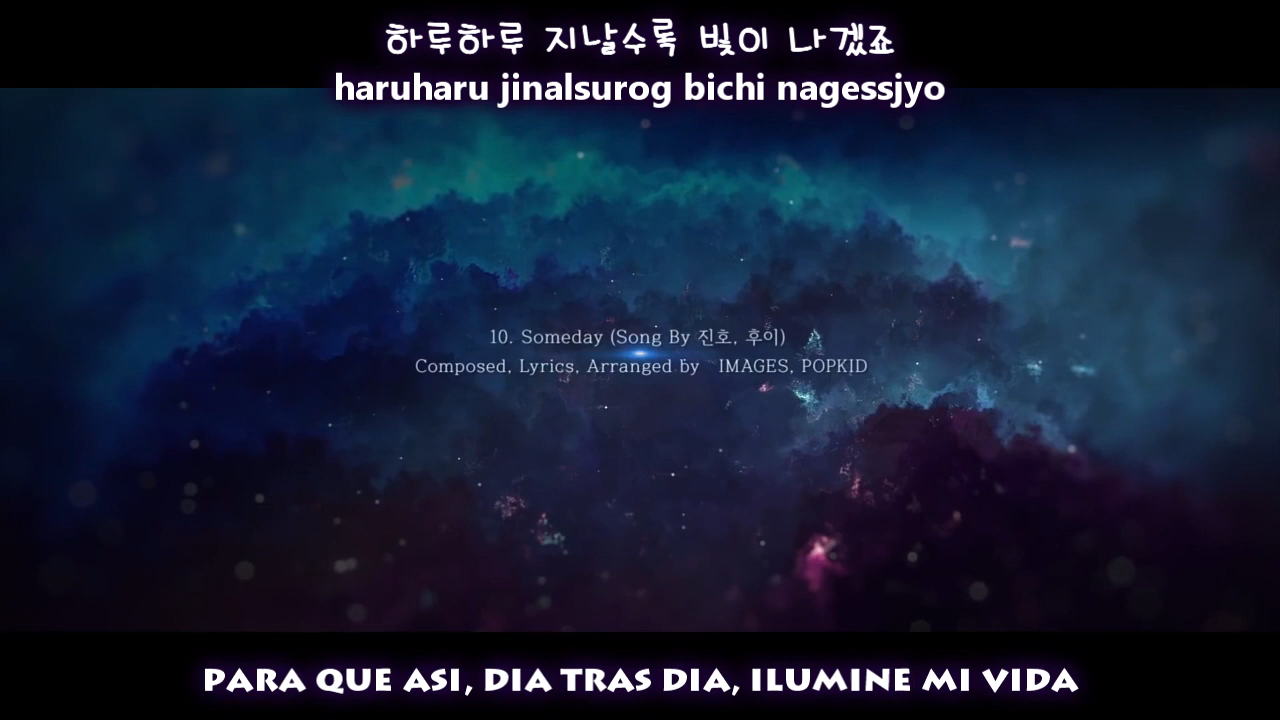 하루하루 지날수록 빛이 나겠죠
haruharu jinalsurog bichi nagessjyo
10. Someday (Song By 진호, 후이)
Composed, Lyrics, Arranged by IMAGES, POPKID
PARA QUE ASI, DIA TRAS DIA, ILUMINE MI VIDA